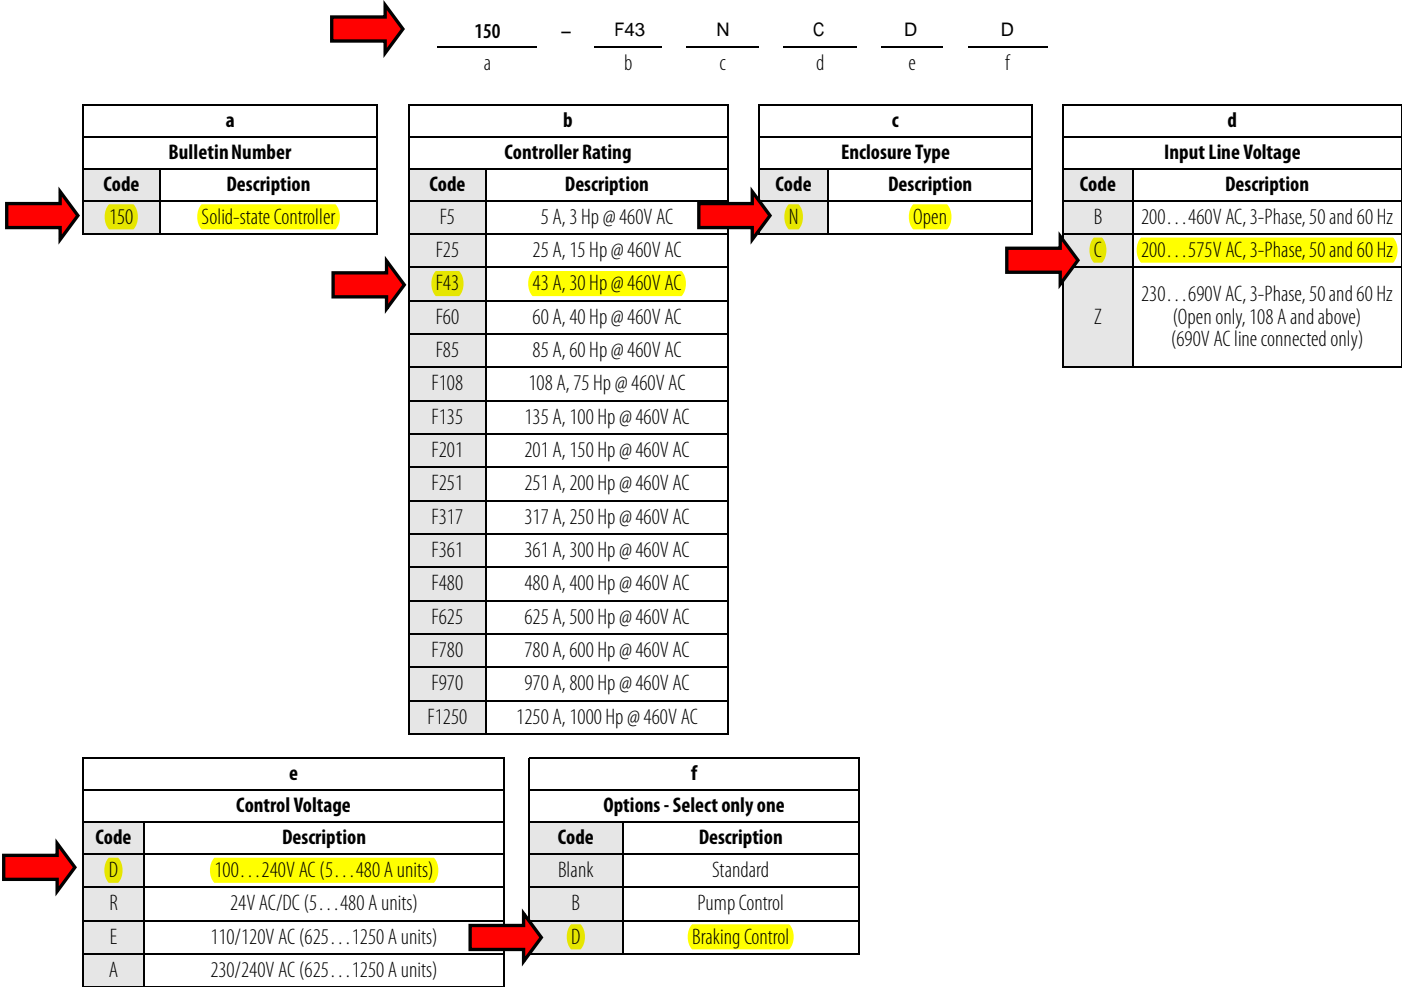 150 – F43 N C D D
a b c d e f
a
Bulletin Number
Code Description
150 Solid-state Controller
b
Controller Rating
Code Description
F5 5 A, 3 Hp @ 460V AC
F25 25 A, 15 Hp @ 460V AC
F43 43 A, 30 Hp @ 460V AC
F60 60 A, 40 Hp @ 460V AC
F85 85 A, 60 Hp @ 460V AC
F108 108 A, 75 Hp @ 460V AC
F135 135 A, 100 Hp @ 460V AC
F201 201 A, 150 Hp @ 460V AC
F251 251 A, 200 Hp @ 460V AC
F317 317 A, 250 Hp @ 460V AC
F361 361 A, 300 Hp @ 460V AC
F480 480 A, 400 Hp @ 460V AC
F625 625 A, 500 Hp @ 460V AC
F780 780 A, 600 Hp @ 460V AC
F970 970 A, 800 Hp @ 460V AC
F1250 1250 A, 1000 Hp @ 460V AC
c
Enclosure Type
Code Description
N Open
d
Input Line Voltage
Code Description
B 200...460V AC, 3-Phase, 50 and 60 Hz
C 200...575V AC, 3-Phase, 50 and 60 Hz
Z 230...690V AC, 3-Phase, 50 and 60 Hz
(Open only, 108 A and above)
(690V AC line connected only)
e
Control Voltage
Code Description
D 100...240V AC (5...480 A units)
R 24V AC/DC (5...480 A units)
E 110/120V AC (625...1250 A units)
A 230/240V AC (625...1250 A units)
f
Options - Select only one
Code Description
Blank Standard
B Pump Control
D Braking Control